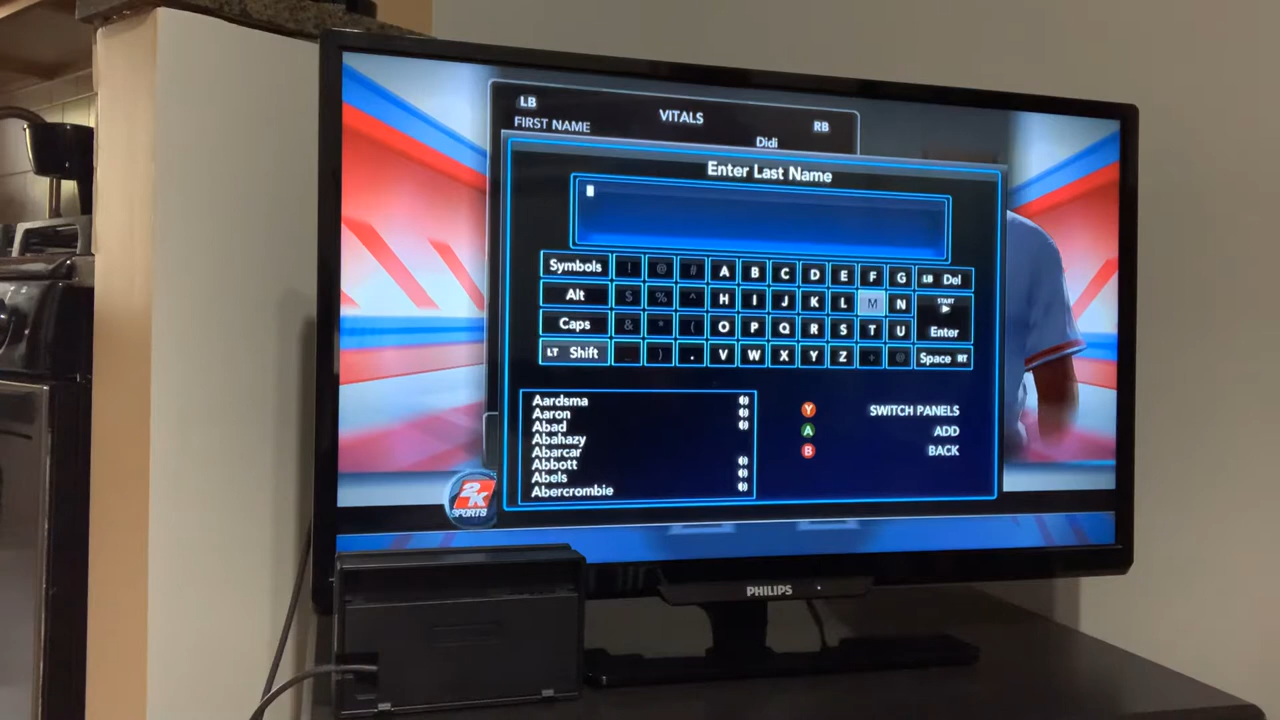 LB VITALS RB
FIRST NAME Didi
Enter Last Name
Symbols ! @ # A B C D E F G LB Del
Alt $ % ^ H I J K L M N START
Caps & * ( O P Q R S T U Enter
LT Shift _ ) . V W X Y Z + @ Space RT
Aardsma
Aaron
Abad
Abahazy
Abarcar
Abbott
Abels
Abercrombie
Y SWITCH PANELS
A ADD
B BACK
2K
SPORTS
PHILIPS